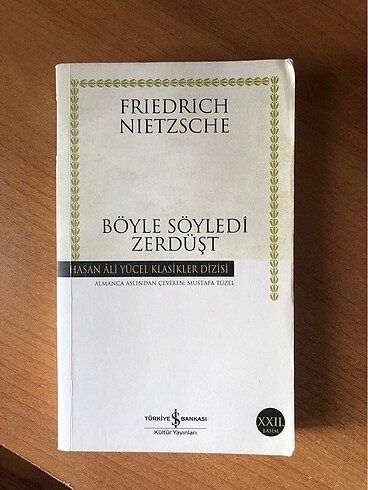 FRIEDRICH
NIETZSCHE
BÖYLE SÖYLEDİ
ZERDÜŞT
HASAN ÂLİ YÜCEL KLASİKLER DİZİSİ
ALMANCA ASLINDAN ÇEVİREN: MUSTAFA TÜZEL
TÜRKİYE İŞ BANKASI
Kültür Yayınları
XXII.
BASIM